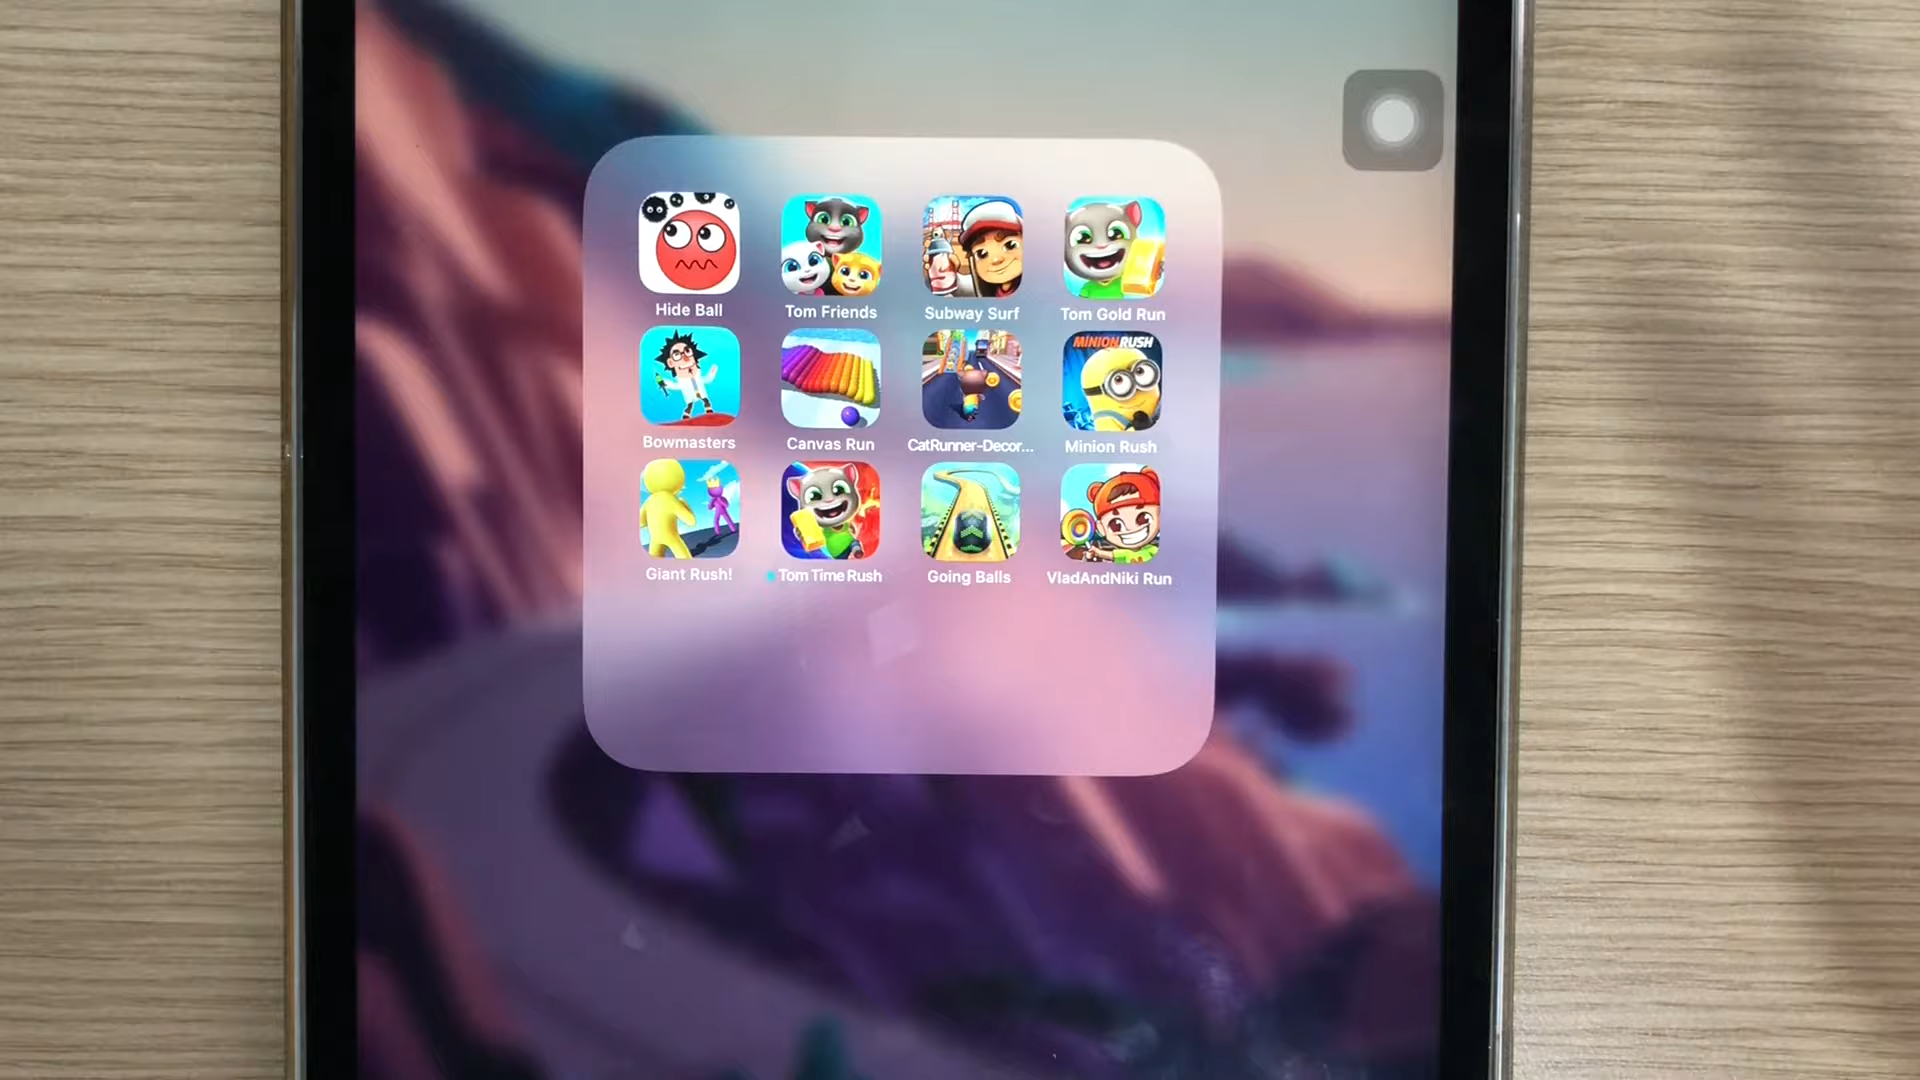 Hide Ball
Tom Friends
Subway Surf
Tom Gold Run
MINION RUSH
Bowmasters
Canvas Run
CatRunner-Decor...
Minion Rush
Giant Rush!
Tom Time Rush
Going Balls
VladAndNiki Run